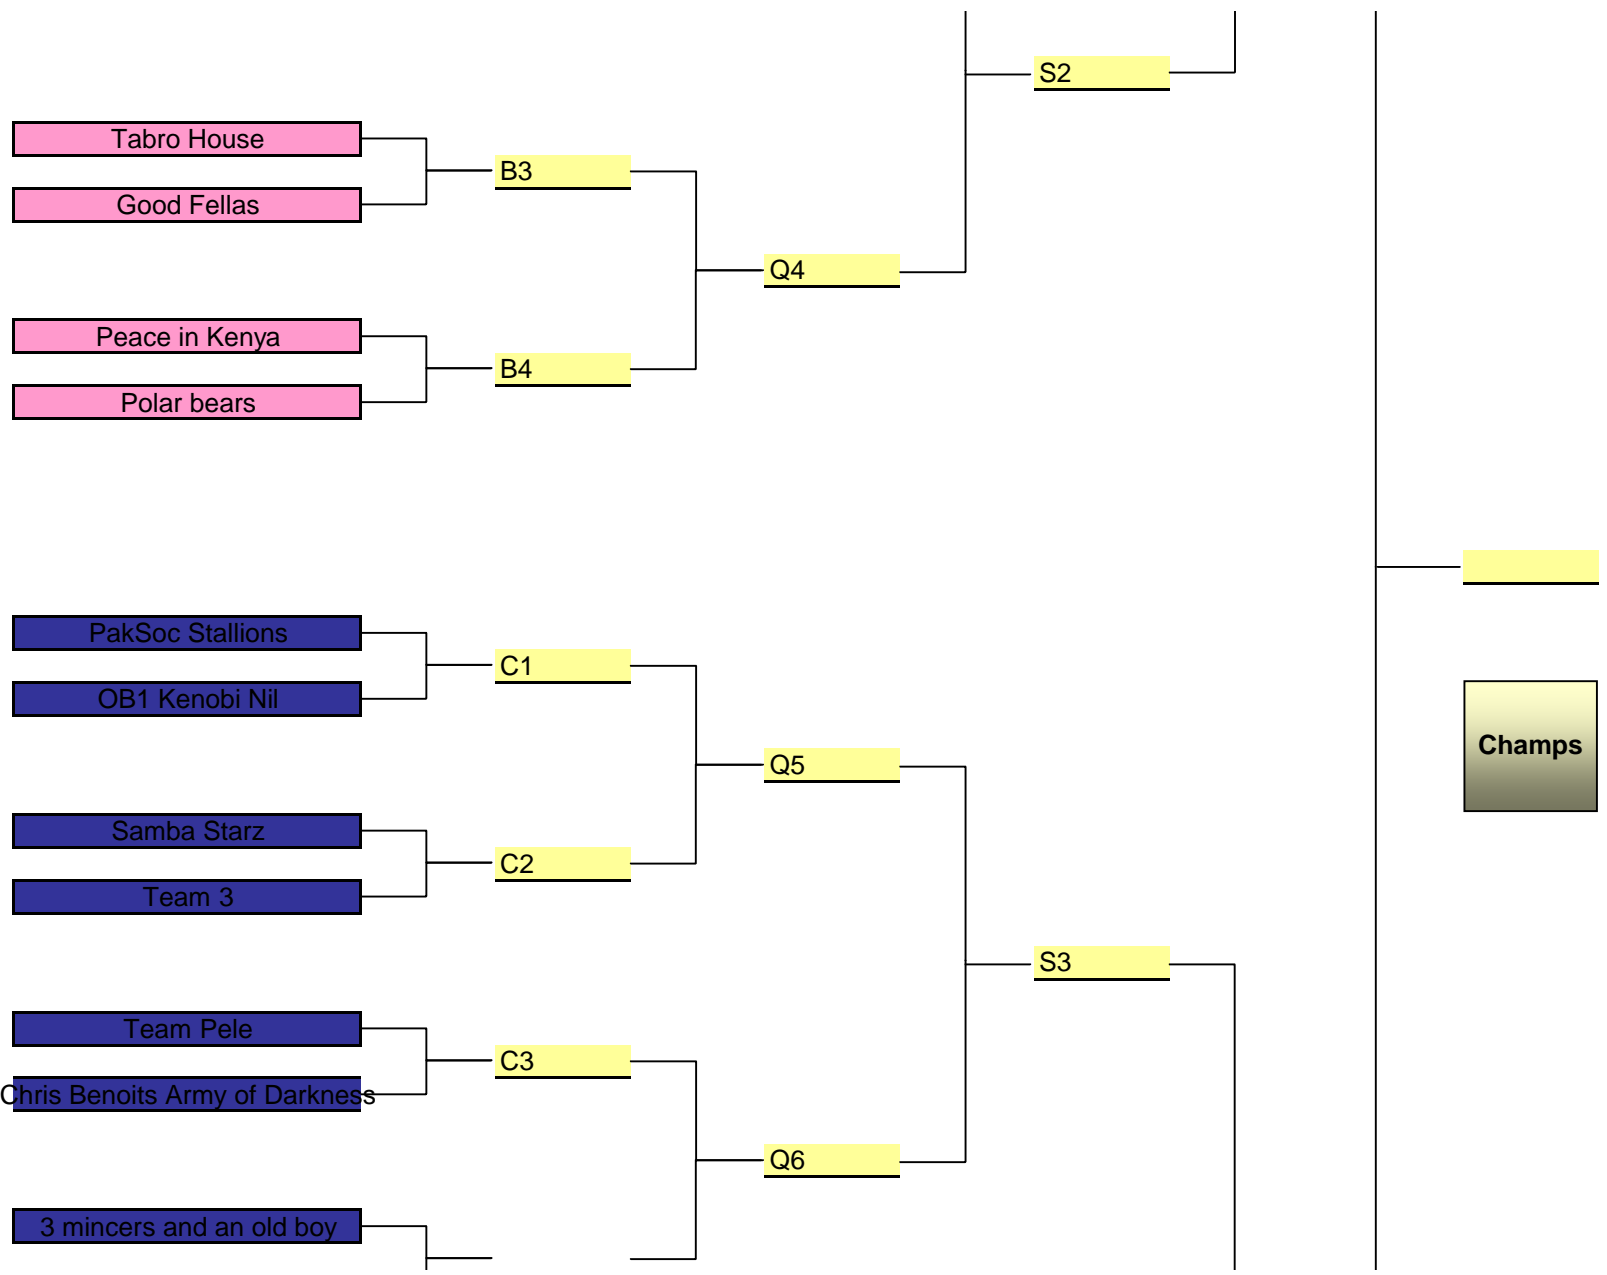 S2
Tabro House
B3
Good Fellas
Q4
Peace in Kenya
B4
Polar bears
PakSoc Stallions
C1
OB1 Kenobi Nil
Champs
Q5
Samba Starz
C2
Team 3
S3
Team Pele
C3
Chris Benoits Army of Darkness
Q6
3 mincers and an old boy